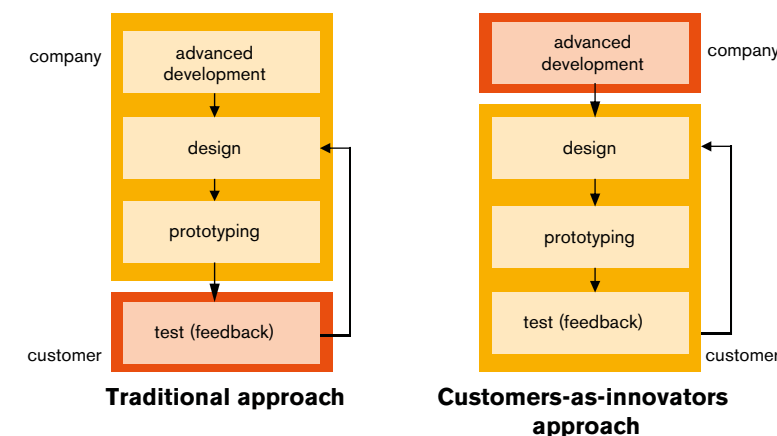 company
advanced
development
design
prototyping
test (feedback)
customer
Traditional approach
advanced
development
company
design
prototyping
test (feedback)
customer
Customers-as-innovators
approach